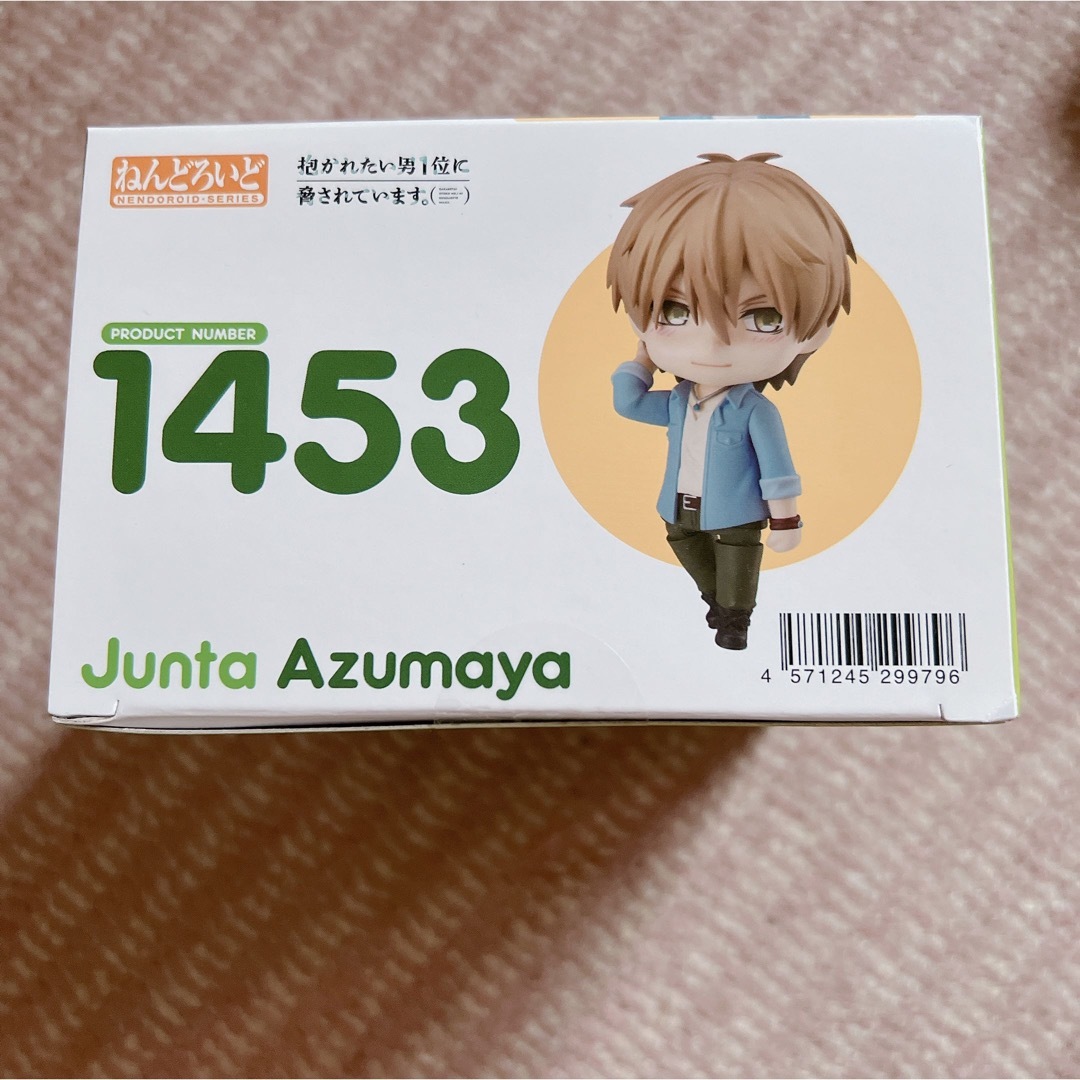 ねんどろいど
NENDOROID·SERIES
抱かれたい男1位に
脅されています。
PRODUCT NUMBER
1453
Junta Azumaya
4 571245 299796